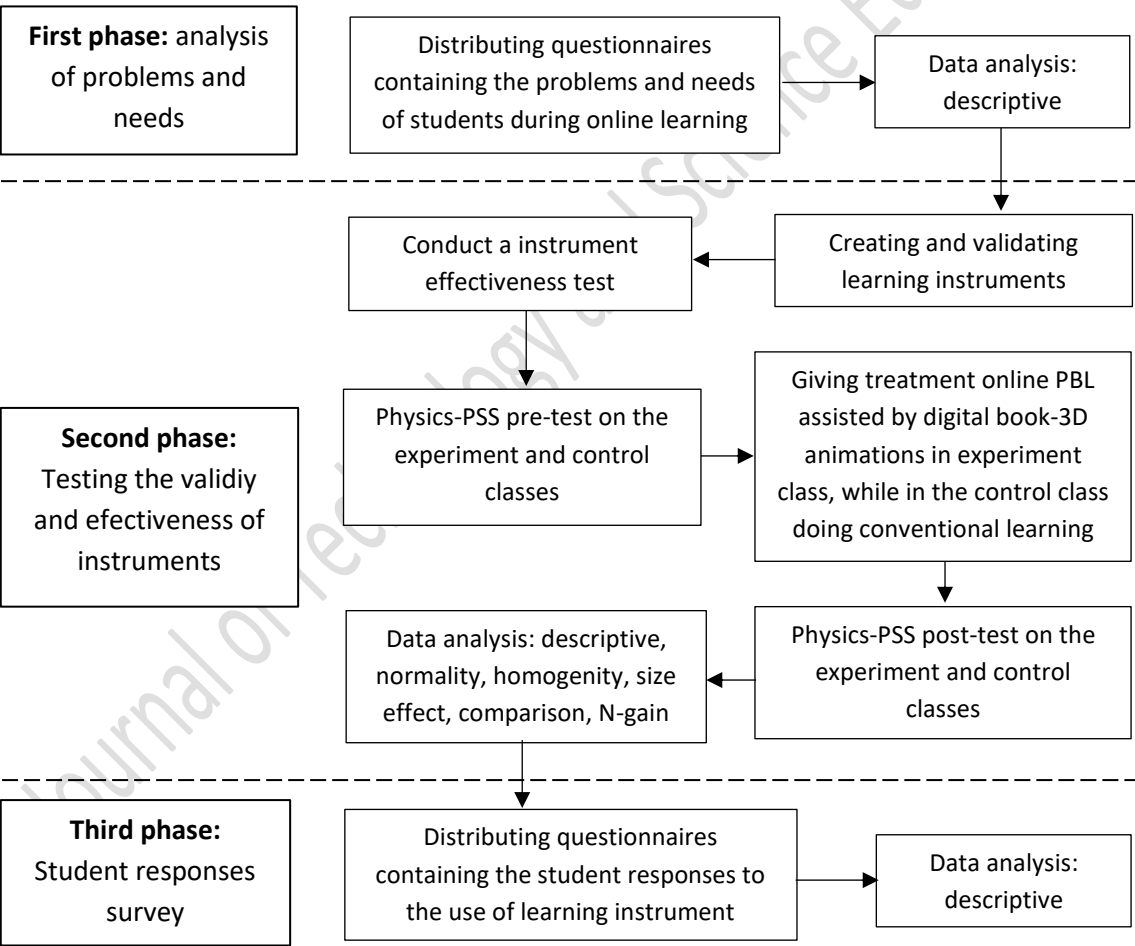 First phase: analysis
of problems and
needs
Distributing questionnaires
containing the problems and needs
of students during online learning
Data analysis:
descriptive
Creating and validating
learning instruments
Conduct a instrument
effectiveness test
Second phase:
Testing the validiy
and efectiveness of
instruments
Physics-PSS pre-test on the
experiment and control
classes
Giving treatment online PBL
assisted by digital book-3D
animations in experiment
class, while in the control class
doing conventional learning
Physics-PSS post-test on the
experiment and control
classes
Data analysis: descriptive,
normality, homogenity, size
effect, comparison, N-gain
Third phase:
Student responses
survey
Distributing questionnaires
containing the student responses to
the use of learning instrument
Data analysis:
descriptive
Journal of Technology and Science